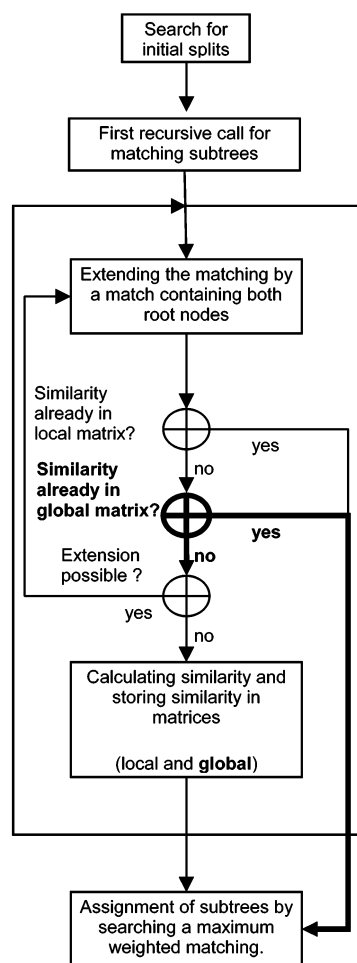 Search for
initial splits
First recursive call for
matching subtrees
Extending the matching by
a match containing both
root nodes
Similarity
already in
local matrix?
yes
no
Similarity
already in
global matrix?
yes
no
Extension
possible ?
yes
no
Calculating similarity and
storing similarity in
matrices
(local and global)
Assignment of subtrees by
searching a maximum
weighted matching.